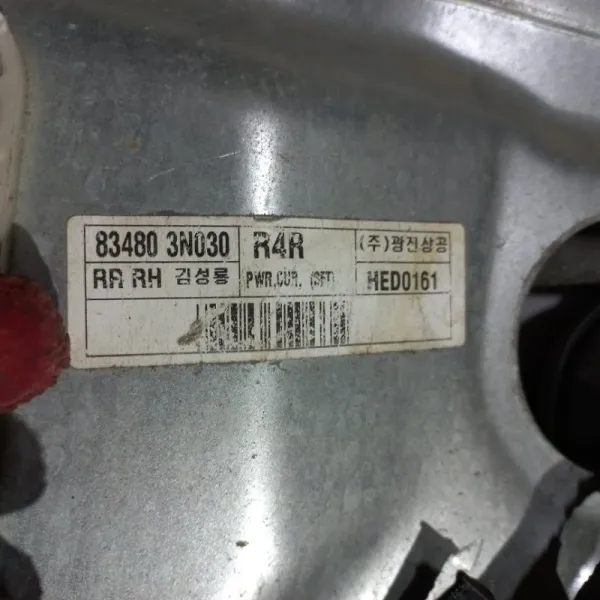 83480 3N030 R4R (주)광진상공
RR RH 김성룡 PWR,CUR. (SFT) HED0161